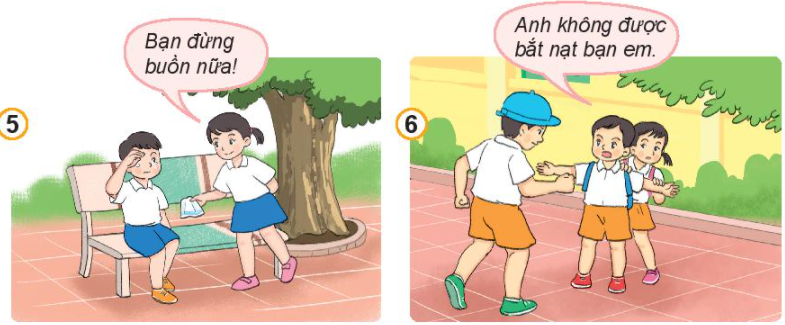 5
Bạn đừng
buồn nữa!
6
Anh không được
bắt nạt bạn em.